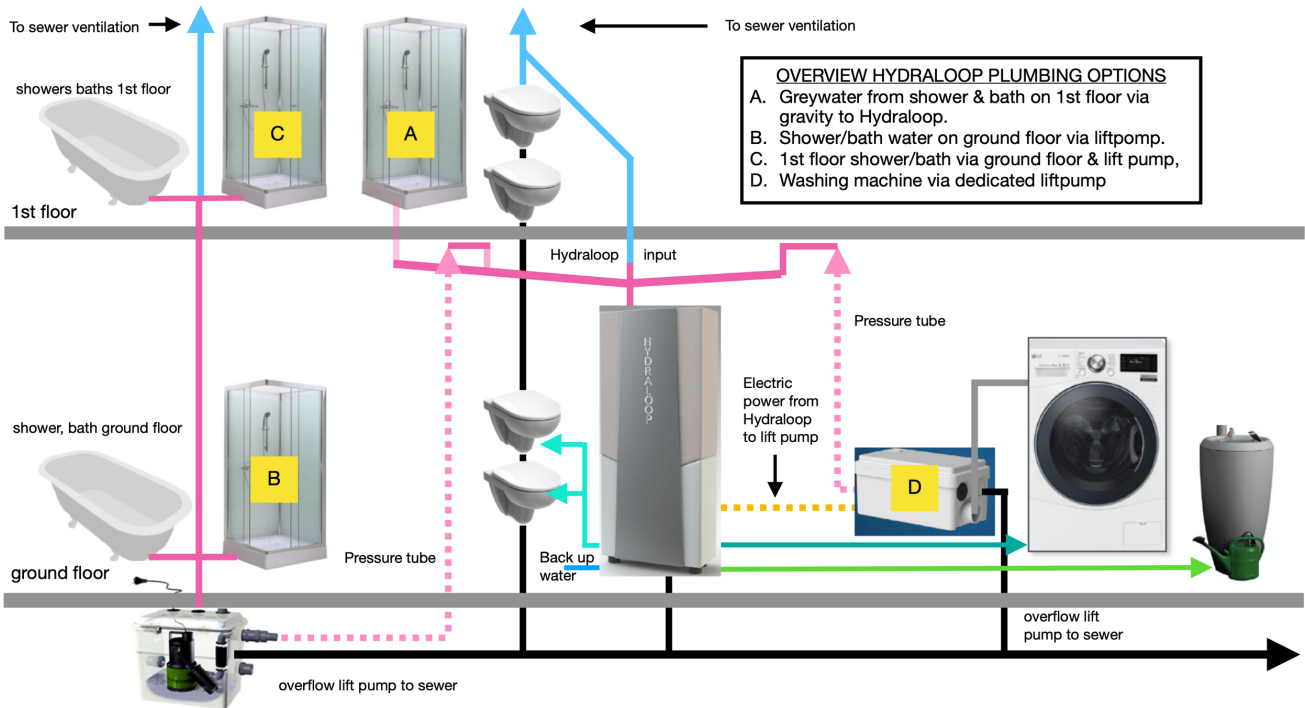 To sewer ventilation
To sewer ventilation
OVERVIEW HYDRALOOP PLUMBING OPTIONS
A. Greywater from shower & bath on 1st floor via
gravity to Hydraloop.
B. Shower/bath water on ground floor via liftpomp.
C. 1st floor shower/bath via ground floor & lift pump,
D. Washing machine via dedicated liftpump
showers baths 1st floor
C
A
1st floor
Hydraloop input
Pressure tube
HYDRALOOP
LG
Electric
power from
Hydraloop
to lift pump
shower, bath ground floor
B
D
Pressure tube
Back up
water
ground floor
overflow lift
pump to sewer
overflow lift pump to sewer